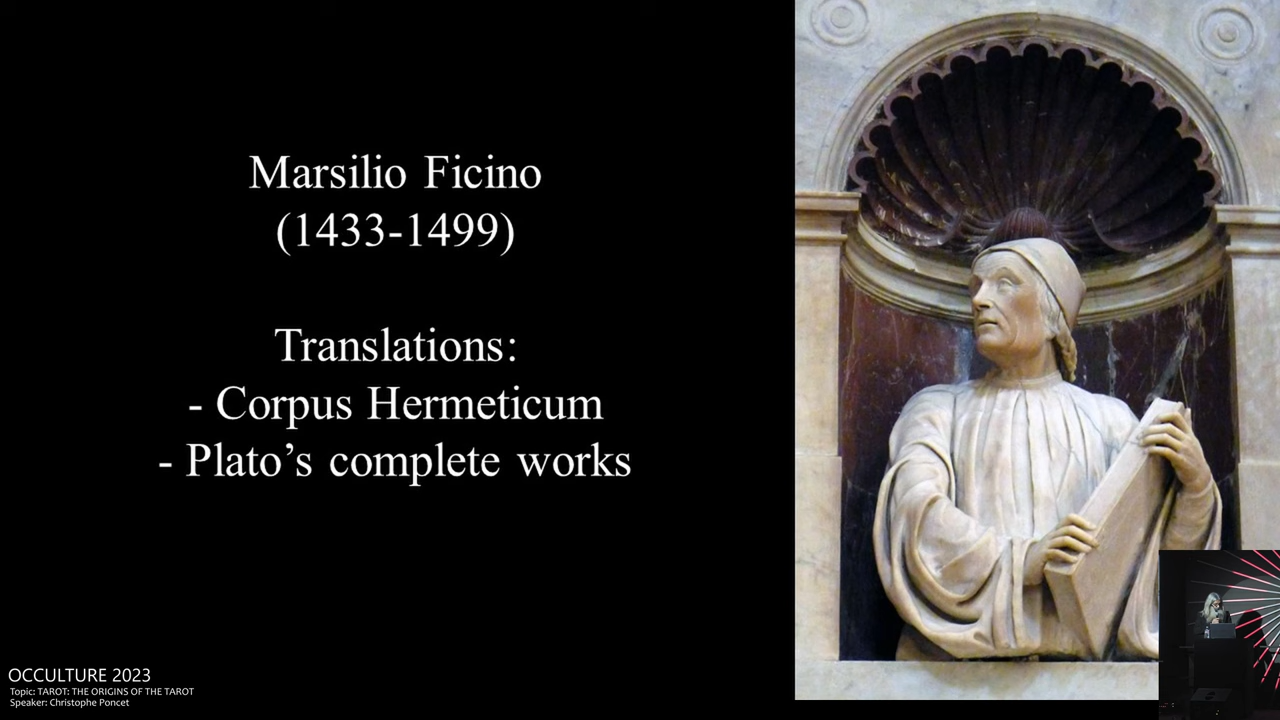 Marsilio Ficino
(1433-1499)
Translations:
- Corpus Hermeticum
- Plato’s complete works
OCCULTURE 2023
Topic: TAROT: THE ORIGINS OF THE TAROT
Speaker: Christophe Poncet